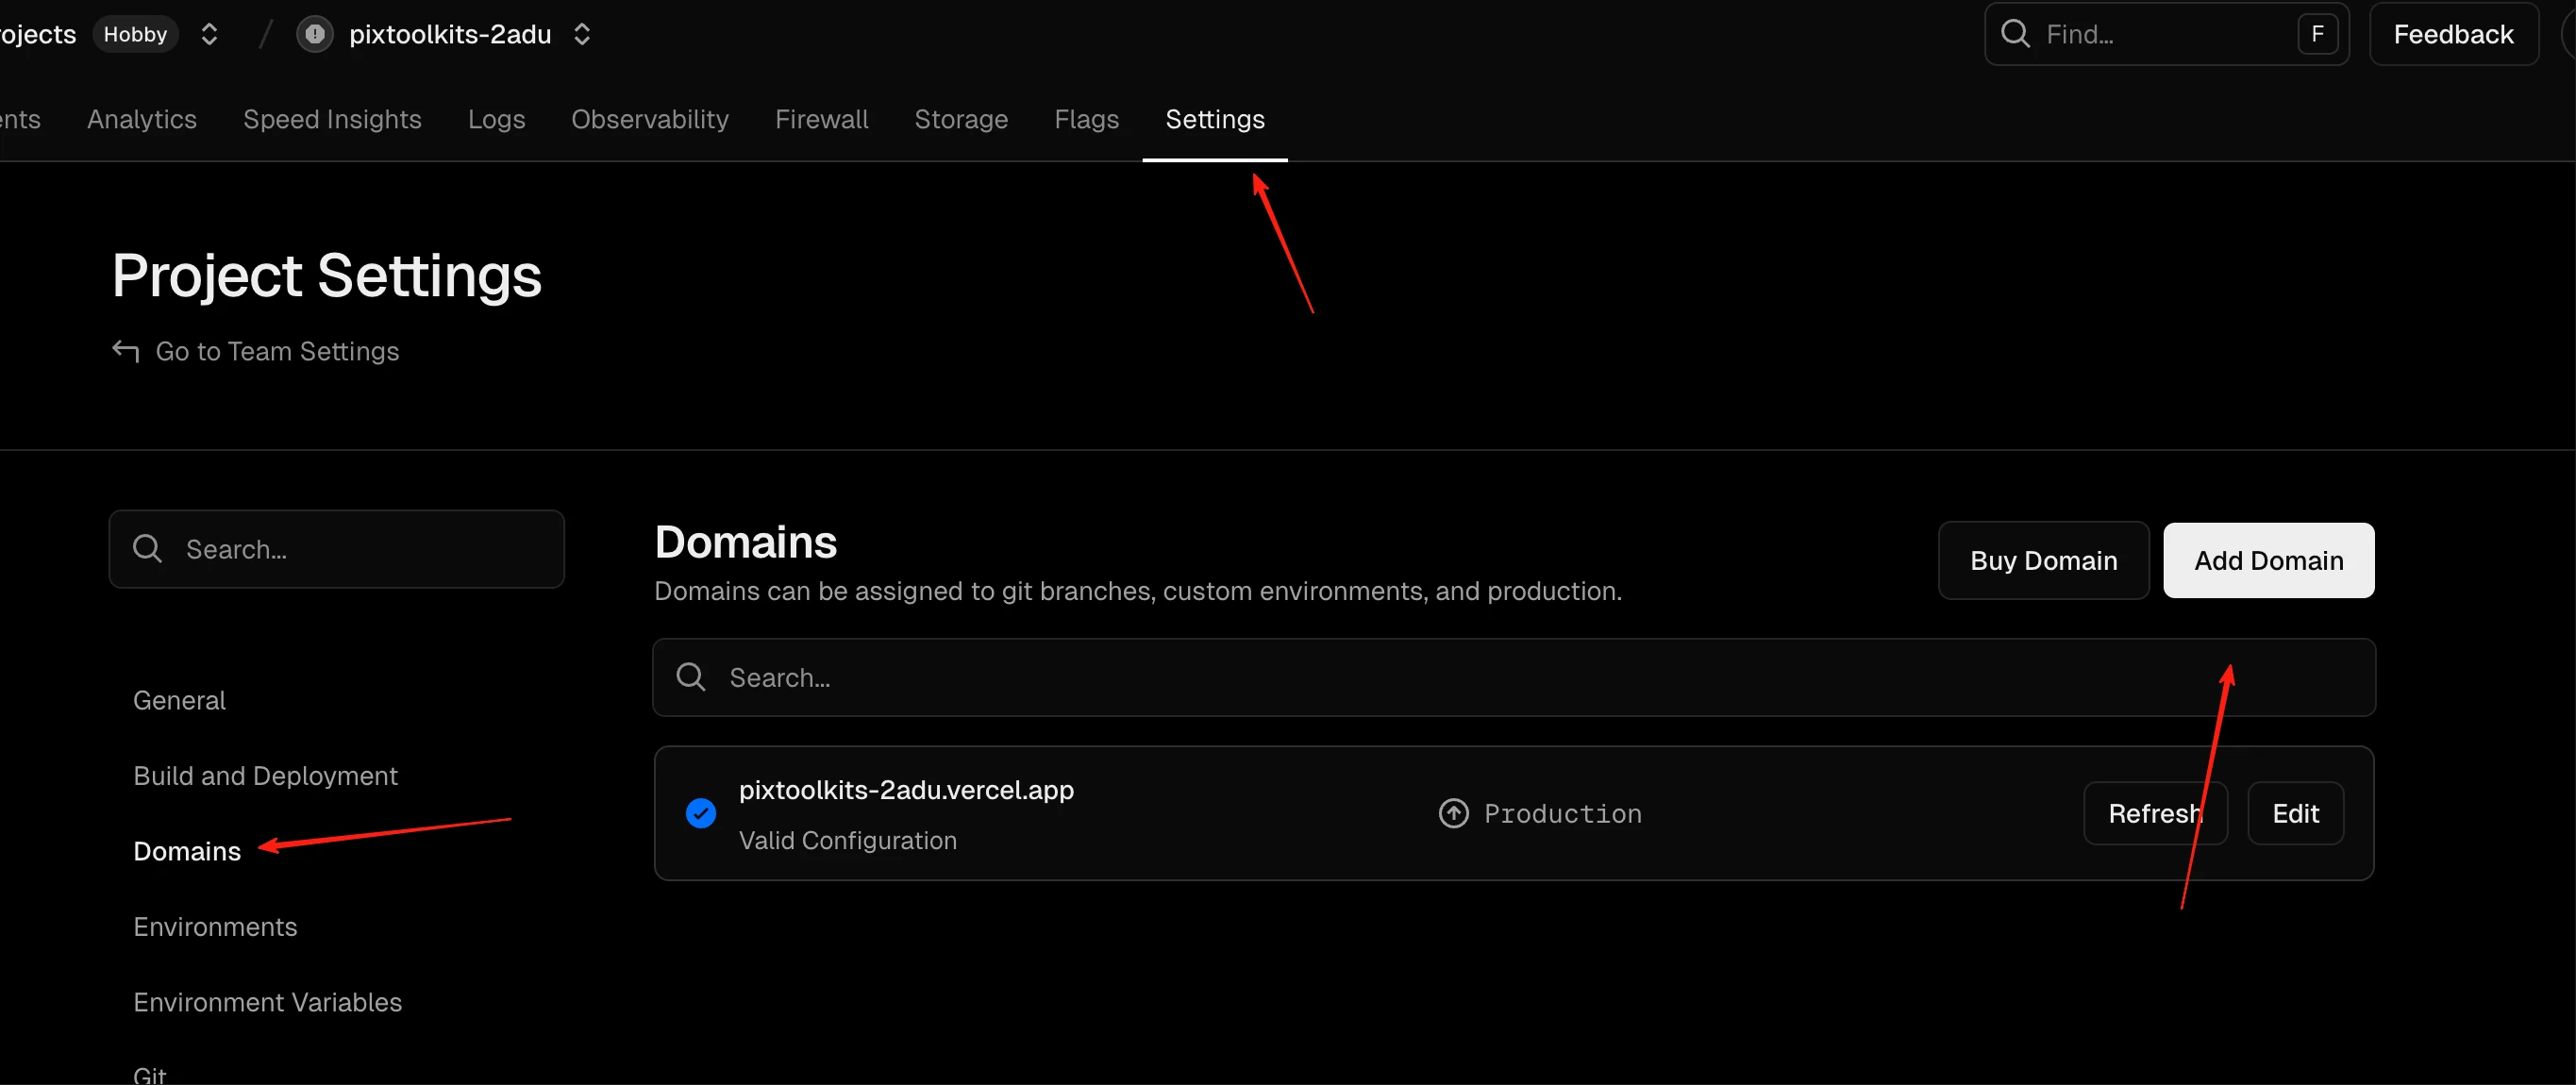 ojects Hobby / pixtoolkits-2adu Find... F Feedback
ents Analytics Speed Insights Logs Observability Firewall Storage Flags Settings
Project Settings
Go to Team Settings
Search...
General
Build and Deployment
Domains
Environments
Environment Variables
Git
Domains
Domains can be assigned to git branches, custom environments, and production.
Buy Domain Add Domain
Search...
pixtoolkits-2adu.vercel.app
Valid Configuration
Production
Refresh Edit